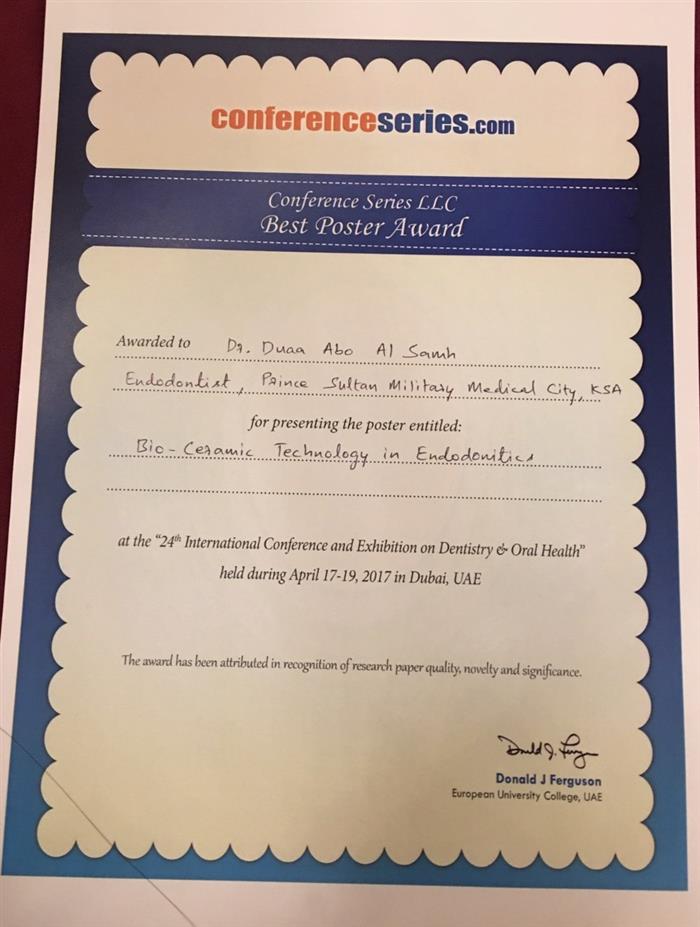 conferenceseries.com
Conference Series LLC
Best Poster Award
Awarded to Dr. Duaa Abo Al Samh
Endodontist, Prince Sultan Military Medical City, KSA
for presenting the poster entitled:
Bio-Ceramic Technology in Endodonitics
at the "24th International Conference and Exhibition on Dentistry & Oral Health"
held during April 17-19, 2017 in Dubai, UAE
The award has been attributed in recognition of research paper quality, novelty and significance.
Donald J Ferguson
European University College, UAE